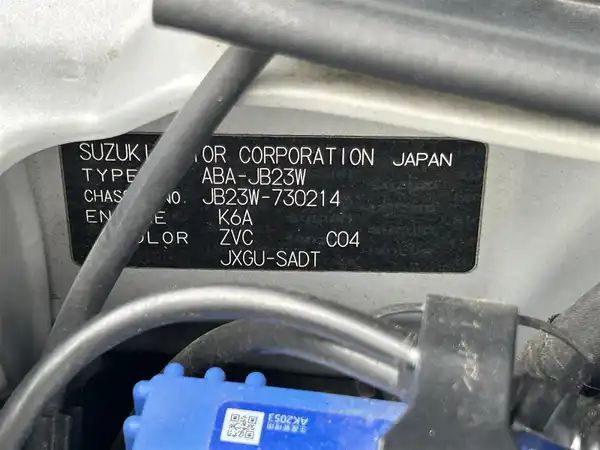 SUZUKI MOTOR CORPORATION JAPAN
TYPE ABA-JB23W
CHASSIS NO. JB23W-730214
ENGINE K6A
COLOR ZVC C04
JXGU-SADT
AK2053